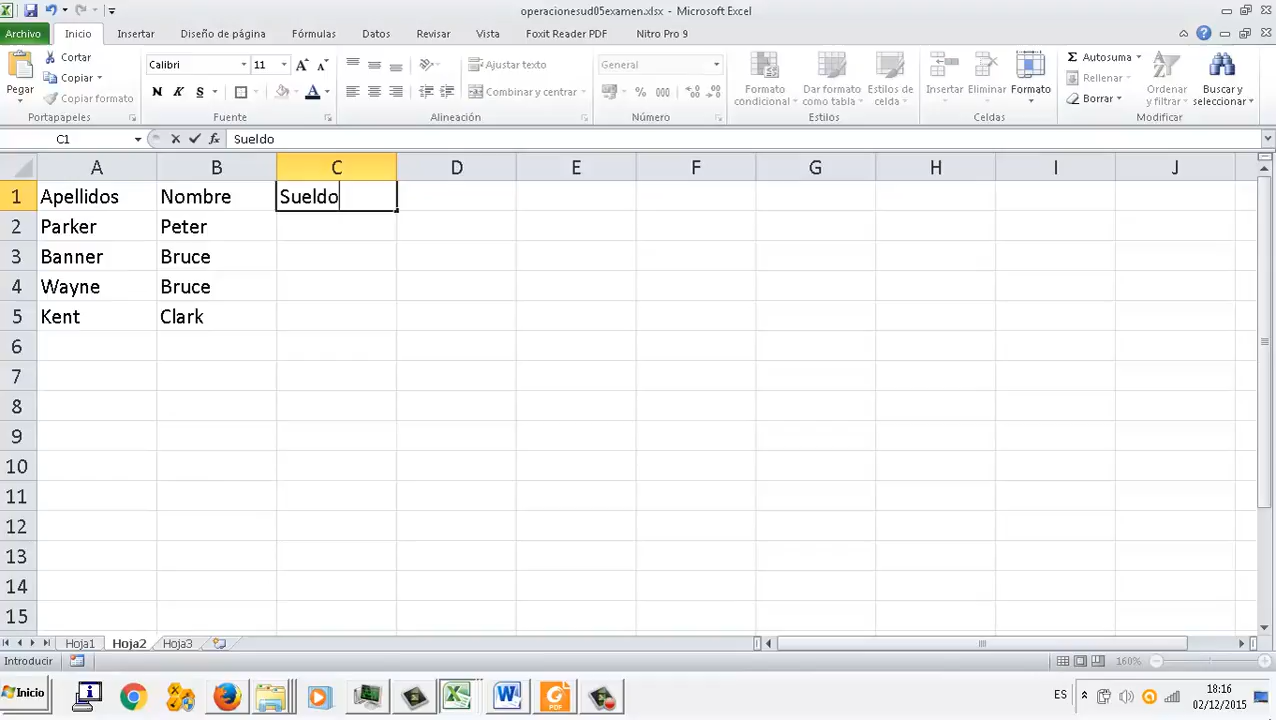 operacionesud05examen.xlsx - Microsoft Excel
Archivo Inicio Insertar Diseño de página Fórmulas Datos Revisar Vista Foxit Reader PDF Nitro Pro 9
Pegar
Cortar
Copiar
Copiar formato
Portapapeles
Calibri 11
N K S
Fuente
Ajustar texto
Combinar y centrar
Alineación
General
% 000
Número
Formato condicional
Dar formato como tabla
Estilos de celda
Estilos
Insertar Eliminar Formato
Celdas
Autosuma
Rellenar
Borrar
Ordenar y filtrar
Buscar y seleccionar
Modificar
C1 fx Sueldo
A B C D E F G H I J
1 Apellidos Nombre Sueldo
2 Parker Peter
3 Banner Bruce
4 Wayne Bruce
5 Kent Clark
6
7
8
9
10
11
12
13
14
15
Hoja1 Hoja2 Hoja3
Introducir 160%
Inicio ES 18:16
02/12/2015